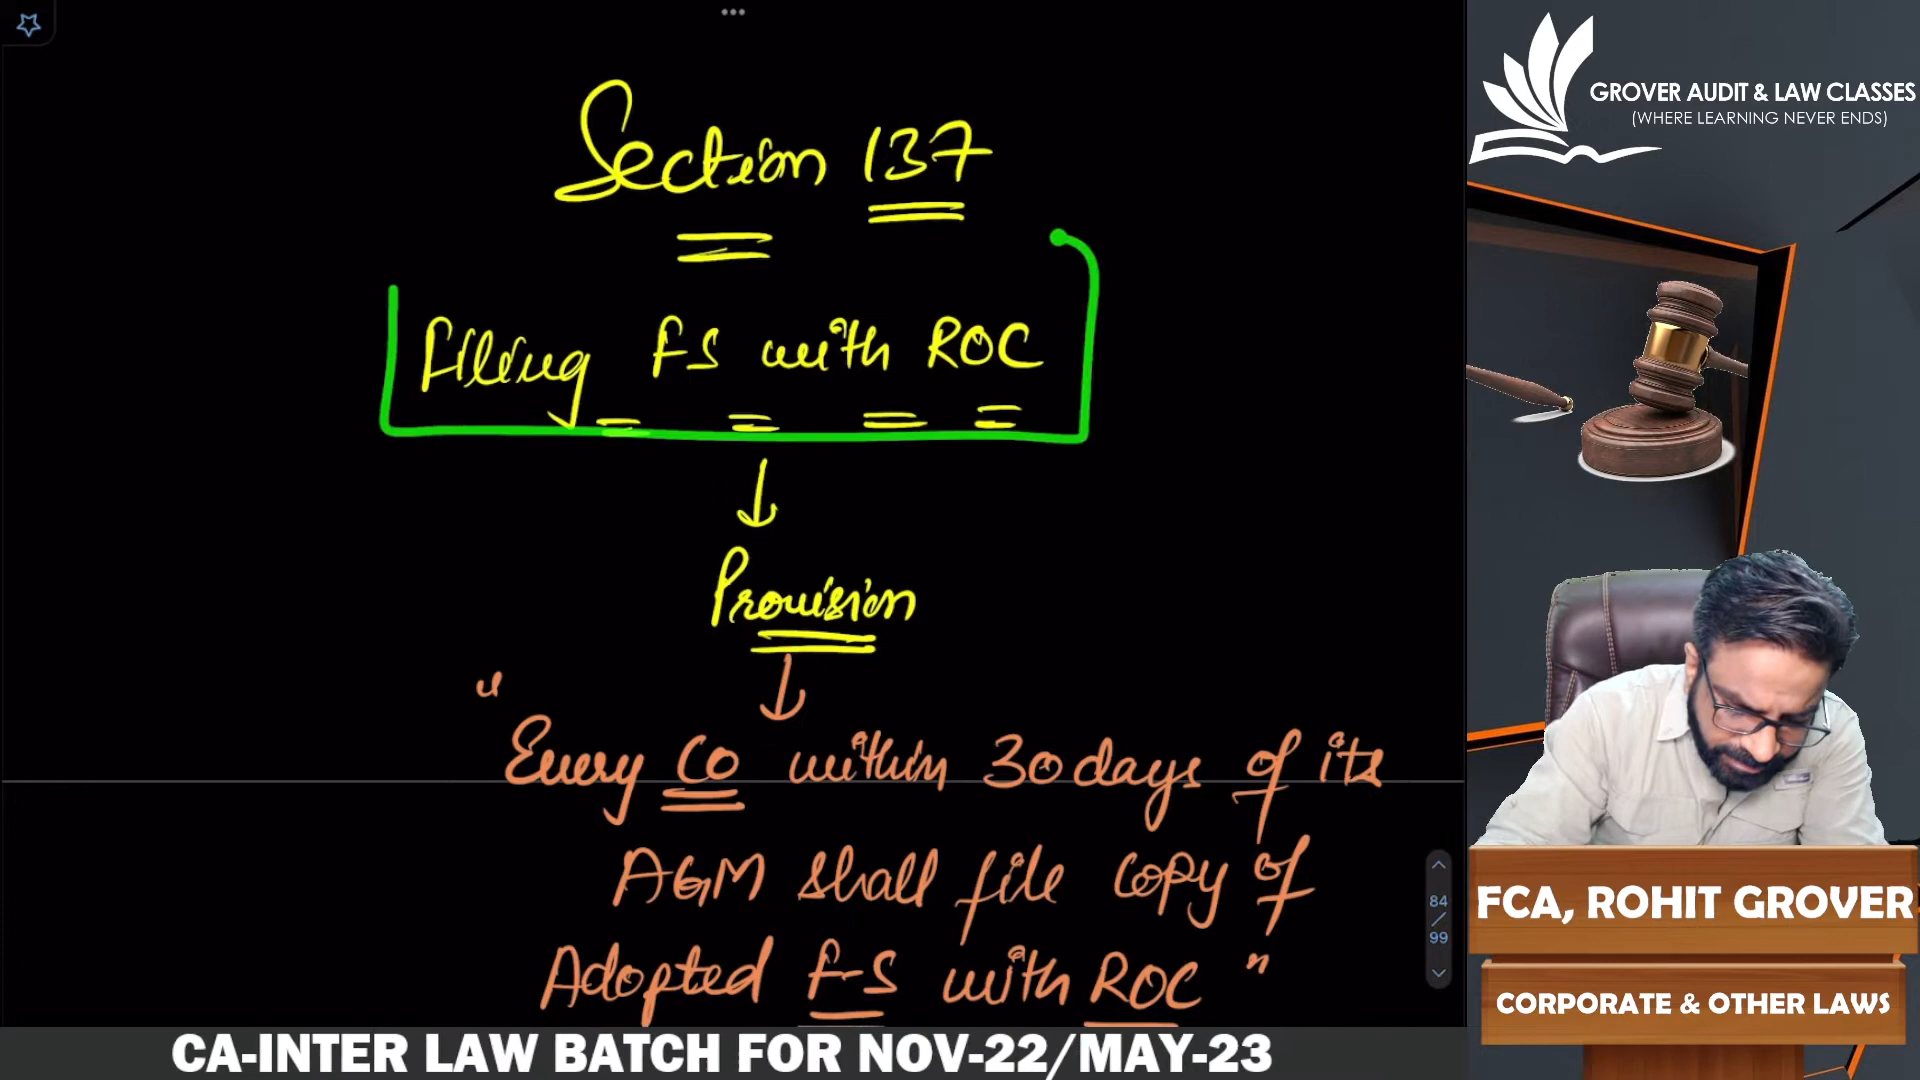 Section 137
Filing FS with ROC
Provision
"Every Co within 30 days of its
AGM shall file copy of
Adopted F-S with ROC"
84
99
GROVER AUDIT & LAW CLASSES
(WHERE LEARNING NEVER ENDS)
FCA, ROHIT GROVER
CORPORATE & OTHER LAWS
CA-INTER LAW BATCH FOR NOV-22/MAY-23